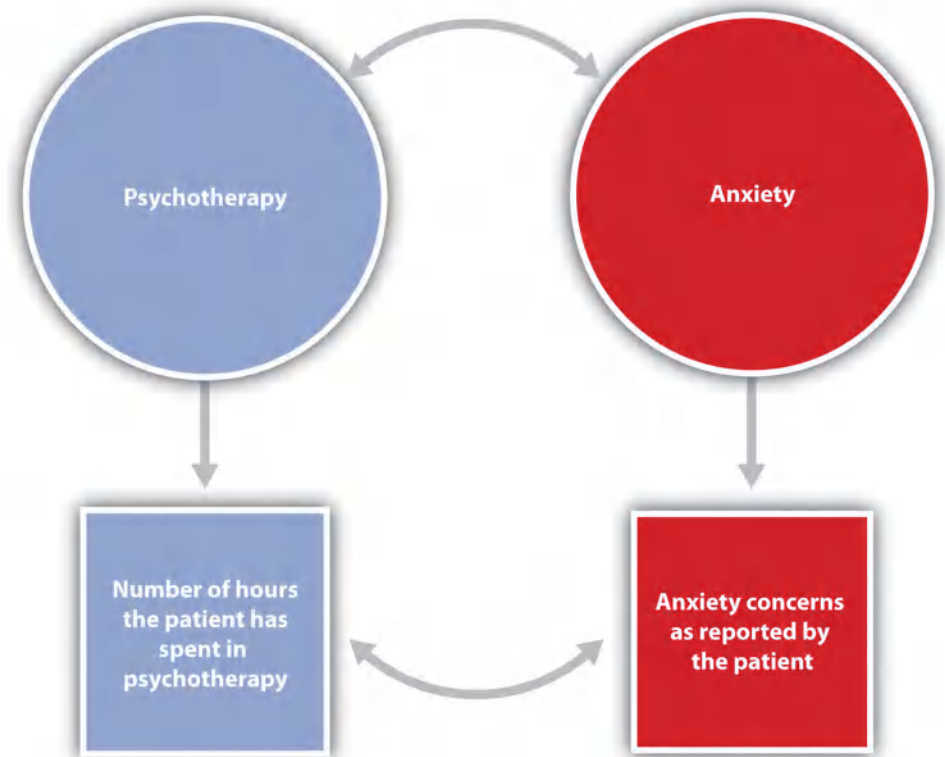 Psychotherapy
Anxiety
Number of hours
the patient has
spent in
psychotherapy
Anxiety concerns
as reported by
the patient